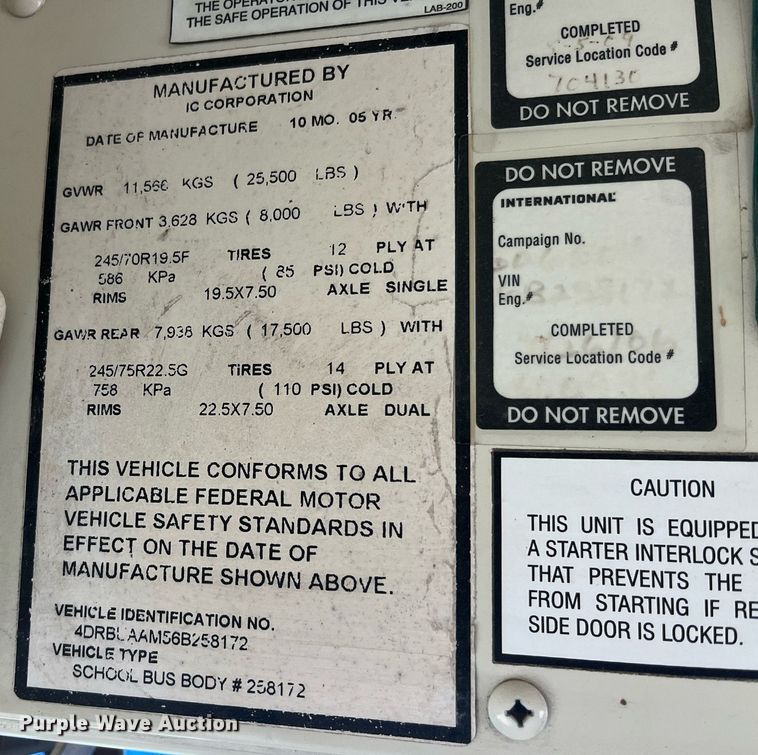 THE SAFE OPERATION OF THIS
LAB-200
MANUFACTURED BY
IC CORPORATION
DATE OF MANUFACTURE 10 MO. 05 YR.
GVWR 11,566 KGS ( 25,500 LBS )
GAWR FRONT 3,628 KGS ( 8,000 LBS ) WITH
245/70R19.5F TIRES 12 PLY AT
586 KPa ( 85 PSI) COLD
RIMS 19.5X7.50 AXLE SINGLE
GAWR REAR 7,938 KGS ( 17,500 LBS ) WITH
245/75R22.5G TIRES 14 PLY AT
758 KPa ( 110 PSI) COLD
RIMS 22.5X7.50 AXLE DUAL
THIS VEHICLE CONFORMS TO ALL
APPLICABLE FEDERAL MOTOR
VEHICLE SAFETY STANDARDS IN
EFFECT ON THE DATE OF
MANUFACTURE SHOWN ABOVE.
VEHICLE IDENTIFICATION NO.
4DRBLAAM56B258172
VEHICLE TYPE
SCHOOL BUS BODY # 258172
Eng.#
COMPLETED
Service Location Code #
DO NOT REMOVE
DO NOT REMOVE
INTERNATIONAL
Campaign No.
VIN
Eng.#
COMPLETED
Service Location Code #
DO NOT REMOVE
CAUTION
THIS UNIT IS EQUIPPED
A STARTER INTERLOCK S
THAT PREVENTS THE
FROM STARTING IF RE
SIDE DOOR IS LOCKED.
Purple Wave Auction